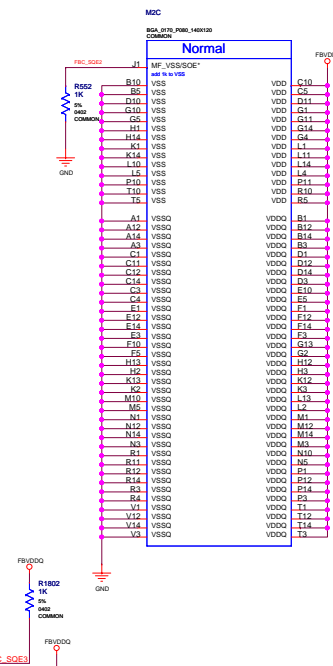 M2C
BGA_0170_P080_140X120
COMMON
Normal
FBC_SQE2
J1 MF_VSS/SOE*
add 1k to VSS
FBVD
R552
1K
5%
0402
COMMON
GND
B10 VSS VDD C10
B5 VSS VDD C5
D10 VSS VDD D11
G10 VSS VDD G1
G5 VSS VDD G11
H1 VSS VDD G14
H14 VSS VDD G4
K1 VSS VDD L1
K14 VSS VDD L11
L10 VSS VDD L14
L5 VSS VDD L4
P10 VSS VDD P11
T10 VSS VDD R10
T5 VSS VDD R5
A1 VSSQ VDDQ B1
A12 VSSQ VDDQ B12
A14 VSSQ VDDQ B14
A3 VSSQ VDDQ B3
C1 VSSQ VDDQ D1
C11 VSSQ VDDQ D12
C12 VSSQ VDDQ D14
C14 VSSQ VDDQ D3
C3 VSSQ VDDQ E10
C4 VSSQ VDDQ E5
E1 VSSQ VDDQ F1
E12 VSSQ VDDQ F12
E14 VSSQ VDDQ F14
E3 VSSQ VDDQ F3
F10 VSSQ VDDQ G13
F5 VSSQ VDDQ G2
H13 VSSQ VDDQ H12
H2 VSSQ VDDQ H3
K13 VSSQ VDDQ K12
K2 VSSQ VDDQ K3
M10 VSSQ VDDQ L13
M5 VSSQ VDDQ L2
N1 VSSQ VDDQ M1
N12 VSSQ VDDQ M12
N14 VSSQ VDDQ M14
N3 VSSQ VDDQ M3
R1 VSSQ VDDQ N10
R11 VSSQ VDDQ N5
R12 VSSQ VDDQ P1
R14 VSSQ VDDQ P12
R3 VSSQ VDDQ P14
R4 VSSQ VDDQ P3
V1 VSSQ VDDQ T1
V12 VSSQ VDDQ T12
V14 VSSQ VDDQ T14
V3 VSSQ VDDQ T3
GND
FBVDDQ
R1802
1K
5%
0402
COMMON
FBVDDQ
C_SQE3